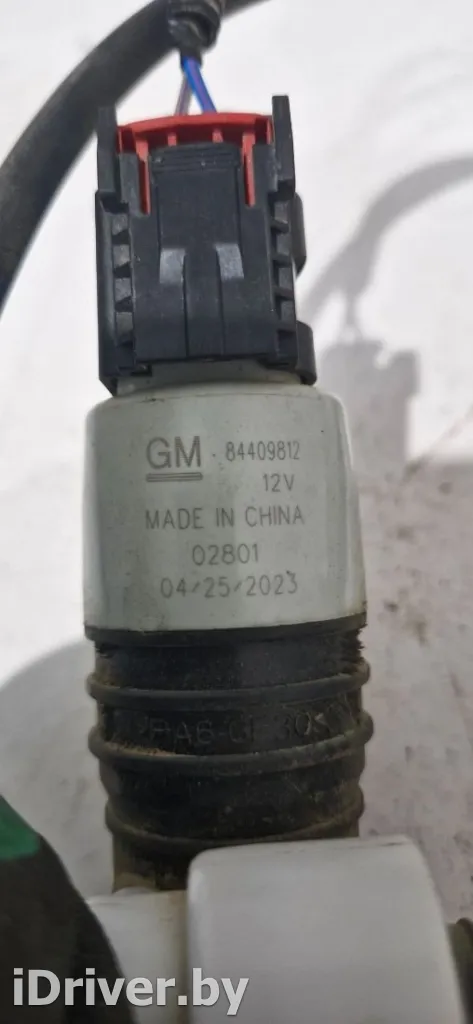 GM · 84409812
12V
MADE IN CHINA
02801
04/25/2023
iDriver.by